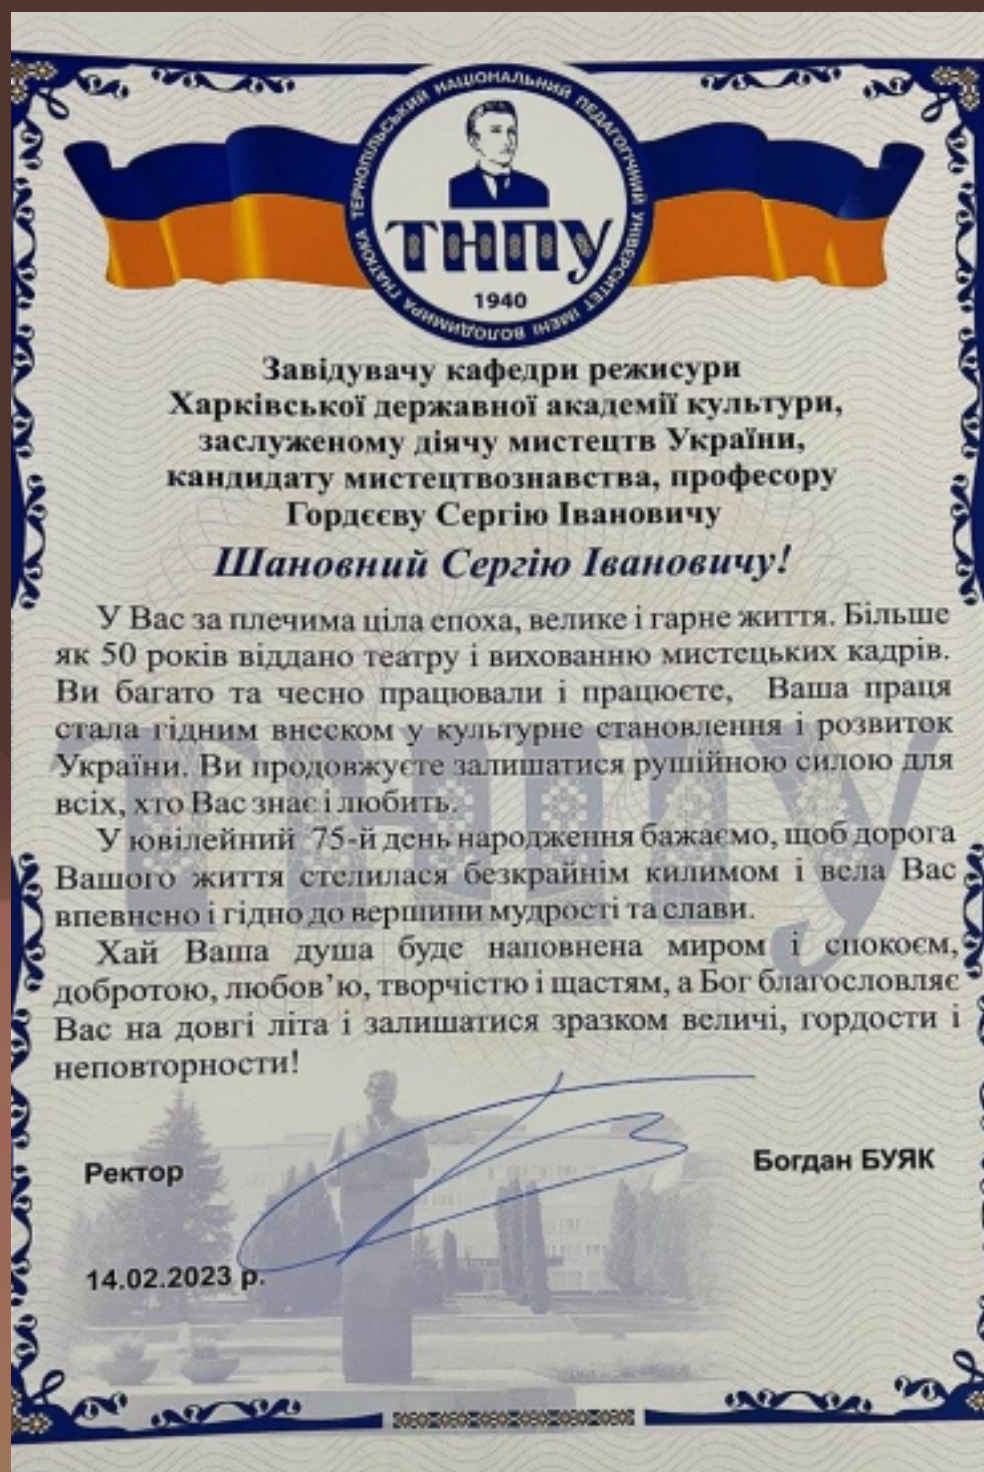 ТЕРНОПІЛЬСЬКИЙ НАЦІОНАЛЬНИЙ ПЕДАГОГІЧНИЙ УНІВЕРСИТЕТ ІМЕНІ ВОЛОДИМИРА ГНАТЮКА
ТНПУ
1940
Завідувачу кафедри режисури
Харківської державної академії культури,
заслуженому діячу мистецтв України,
кандидату мистецтвознавства, професору
Гордєєву Сергію Івановичу
Шановний Сергію Івановичу!
У Вас за плечима ціла епоха, велике і гарне життя. Більше
як 50 років віддано театру і вихованню мистецьких кадрів.
Ви багато та чесно працювали і працюєте, Ваша праця
стала гідним внеском у культурне становлення і розвиток
України. Ви продовжуєте залишатися рушійною силою для
всіх, хто Вас знає і любить.
У ювілейний 75-й день народження бажаємо, щоб дорога
Вашого життя стелилася безкрайнім килимом і вела Вас
впевнено і гідно до вершини мудрості та слави.
Хай Ваша душа буде наповнена миром і спокоєм,
добротою, любов’ю, творчістю і щастям, а Бог благословляє
Вас на довгі літа і залишатися зразком величі, гордости і
неповторности!
ТНПУ
Ректор
Богдан БУЯК
14.02.2023 р.